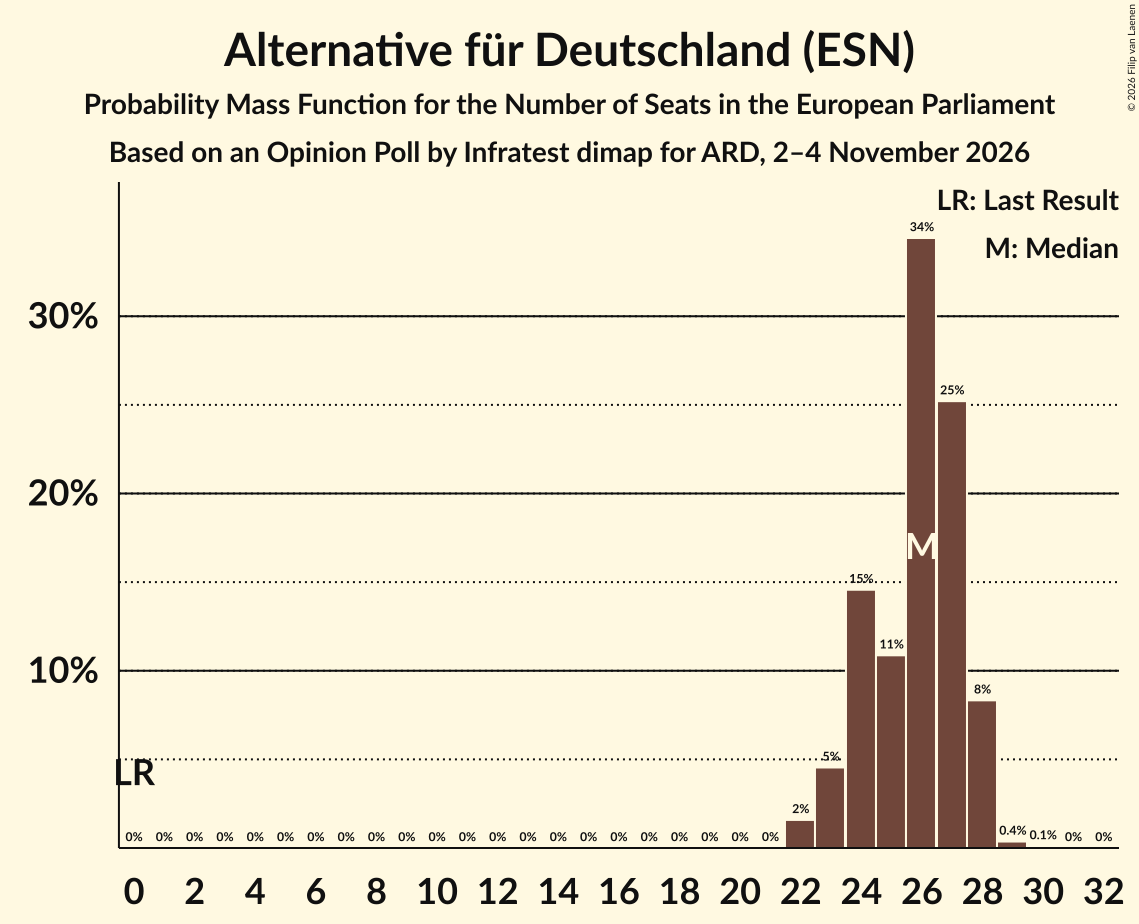 Alternative für Deutschland (ESN)
Probability Mass Function for the Number of Seats in the European Parliament
Based on an Opinion Poll by Infratest dimap for ARD, 2–4 November 2026
© 2026 Filip van Laenen
LR: Last Result
M: Median
34%
30%
25%
20%
M
15%
11%
10%
8%
5%
LR
2%
0% 0% 0% 0% 0% 0% 0% 0% 0% 0% 0% 0% 0% 0% 0% 0% 0% 0% 0% 0% 0% 0% 0.4% 0.1% 0% 0%
0 2 4 6 8 10 12 14 16 18 20 22 24 26 28 30 32